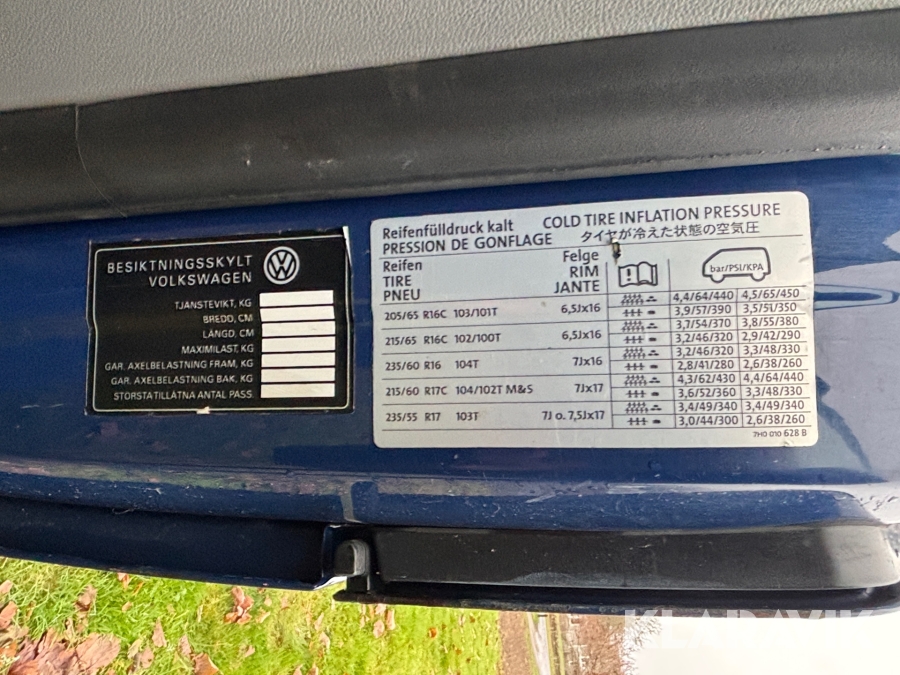 BESIKTNINGSSKYLT
VOLKSWAGEN
TJÄNSTEVIKT, KG
BREDD, CM
LÄNGD, CM
MAXIMILAST, KG
GAR. AXELBELASTNING FRAM, KG
GAR. AXELBELASTNING BAK, KG
STÖRSTA TILLÅTNA ANTAL PASS.
Reifenfülldruck kalt COLD TIRE INFLATION PRESSURE
PRESSION DE GONFLAGE タイヤが冷えた状態の空気圧
Reifen Felge
TIRE RIM
PNEU JANTE
bar/PSI/KPA
205/65 R16C 103/101T 6,5Jx16 4,4/64/440 4,5/65/450
3,9/57/390 3,5/51/350
215/65 R16C 102/100T 6,5Jx16 3,7/54/370 3,8/55/380
3,2/46/320 2,9/42/290
235/60 R16 104T 7Jx16 3,2/46/320 3,3/48/330
2,8/41/280 2,6/38/260
215/60 R17C 104/102T M&S 7Jx17 4,3/62/430 4,4/64/440
3,6/52/360 3,3/48/330
235/55 R17 103T 7J o. 7,5Jx17 3,4/49/340 3,4/49/340
3,0/44/300 2,6/38/260
7H0 010 628 B
KLARAVIK